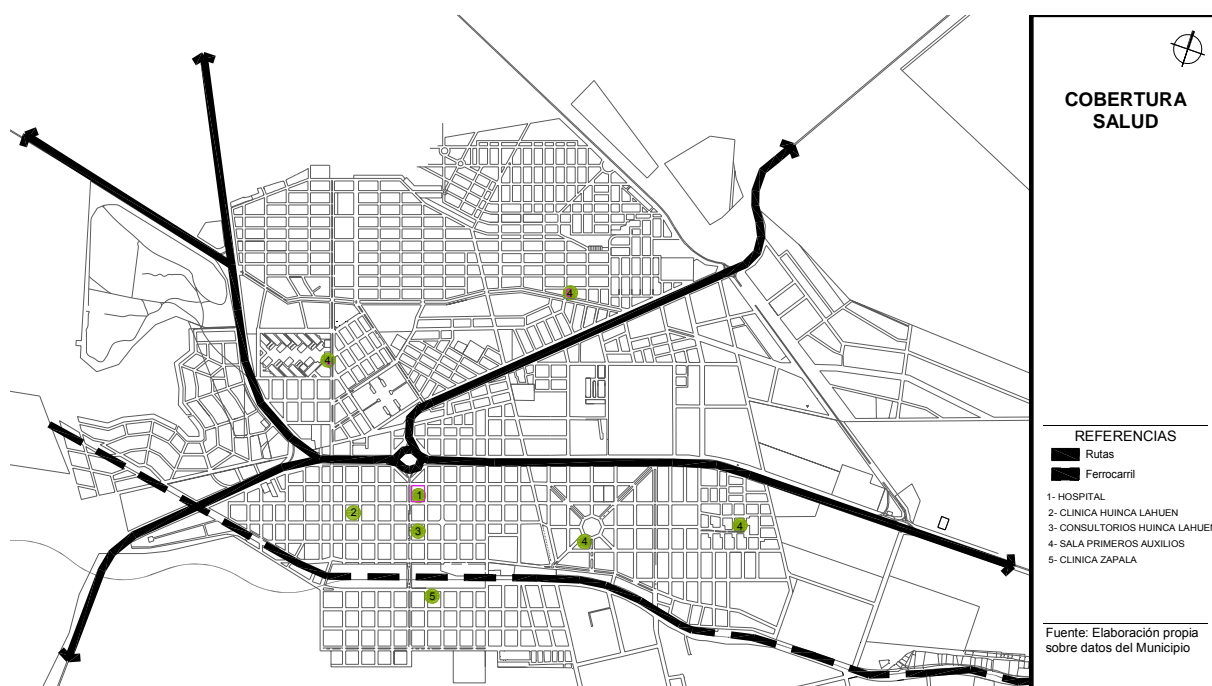 COBERTURA
SALUD
4
4
1
2
3
4
4
5
REFERENCIAS
Rutas
Ferrocarril
1- HOSPITAL
2- CLINICA HUINCA LAHUEN
3- CONSULTORIOS HUINCA LAHUEN
4- SALA PRIMEROS AUXILIOS
5- CLINICA ZAPALA
Fuente: Elaboración propia
sobre datos del Municipio